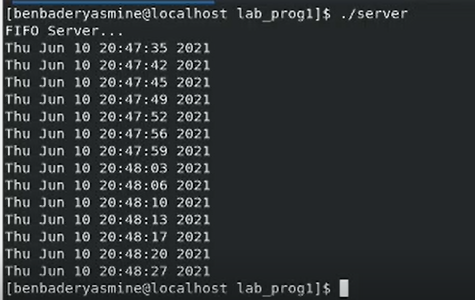 [benbaderyasmine@localhost lab_prog1]$ ./server
FIFO Server...
Thu Jun 10 20:47:35 2021
Thu Jun 10 20:47:42 2021
Thu Jun 10 20:47:45 2021
Thu Jun 10 20:47:49 2021
Thu Jun 10 20:47:52 2021
Thu Jun 10 20:47:56 2021
Thu Jun 10 20:47:59 2021
Thu Jun 10 20:48:03 2021
Thu Jun 10 20:48:06 2021
Thu Jun 10 20:48:10 2021
Thu Jun 10 20:48:13 2021
Thu Jun 10 20:48:17 2021
Thu Jun 10 20:48:20 2021
Thu Jun 10 20:48:27 2021
[benbaderyasmine@localhost lab_prog1]$